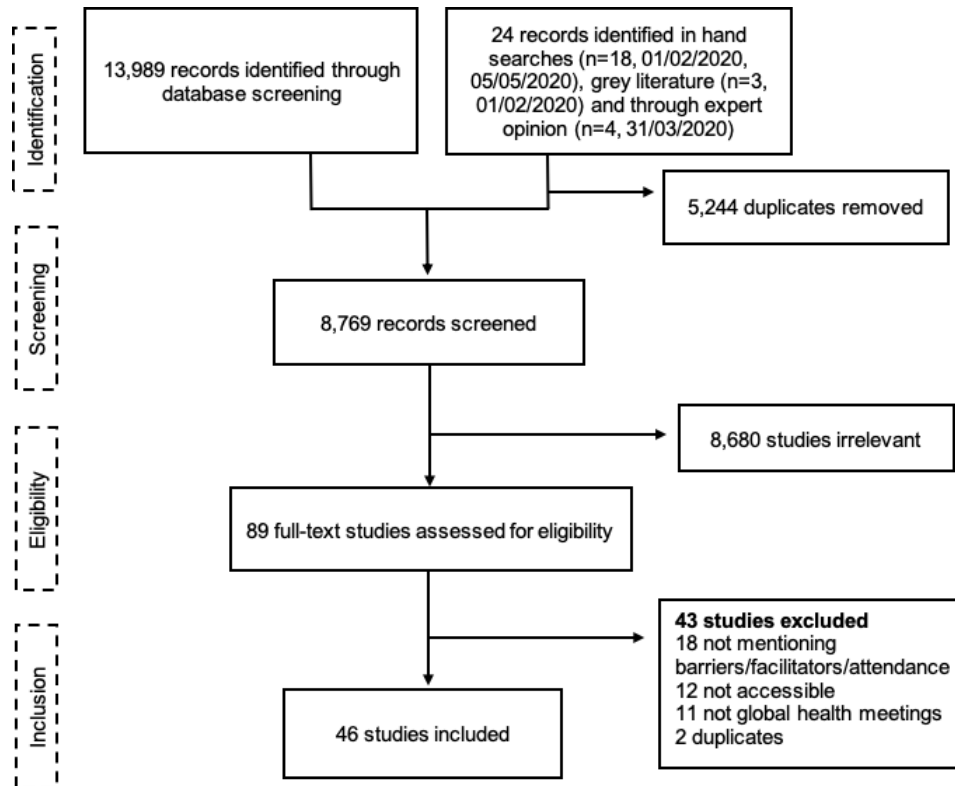 Identification
13,989 records identified through
database screening
24 records identified in hand
searches (n=18, 01/02/2020,
05/05/2020), grey literature (n=3,
01/02/2020) and through expert
opinion (n=4, 31/03/2020)
5,244 duplicates removed
Screening
8,769 records screened
8,680 studies irrelevant
Eligibility
89 full-text studies assessed for eligibility
Inclusion
46 studies included
43 studies excluded
18 not mentioning
barriers/facilitators/attendance
12 not accessible
11 not global health meetings
2 duplicates